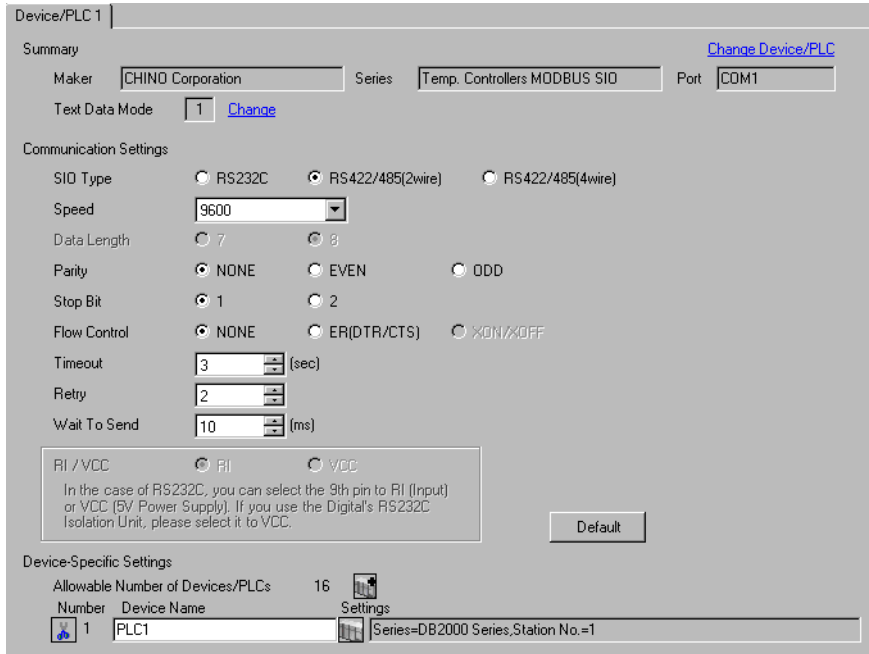 Device/PLC 1
Summary Change Device/PLC
Maker CHINO Corporation Series Temp. Controllers MODBUS SIO Port COM1
Text Data Mode 1 Change
Communication Settings
SIO Type RS232C RS422/485(2wire) RS422/485(4wire)
Speed 9600
Data Length 7 8
Parity NONE EVEN ODD
Stop Bit 1 2
Flow Control NONE ER(DTR/CTS) XON/XOFF
Timeout 3 (sec)
Retry 2
Wait To Send 10 (ms)
RI / VCC RI VCC
In the case of RS232C, you can select the 9th pin to RI (Input)
or VCC (5V Power Supply). If you use the Digital's RS232C
Isolation Unit, please select it to VCC.
Default
Device-Specific Settings
Allowable Number of Devices/PLCs 16
Number Device Name Settings
1 PLC1 Series=DB2000 Series,Station No.=1